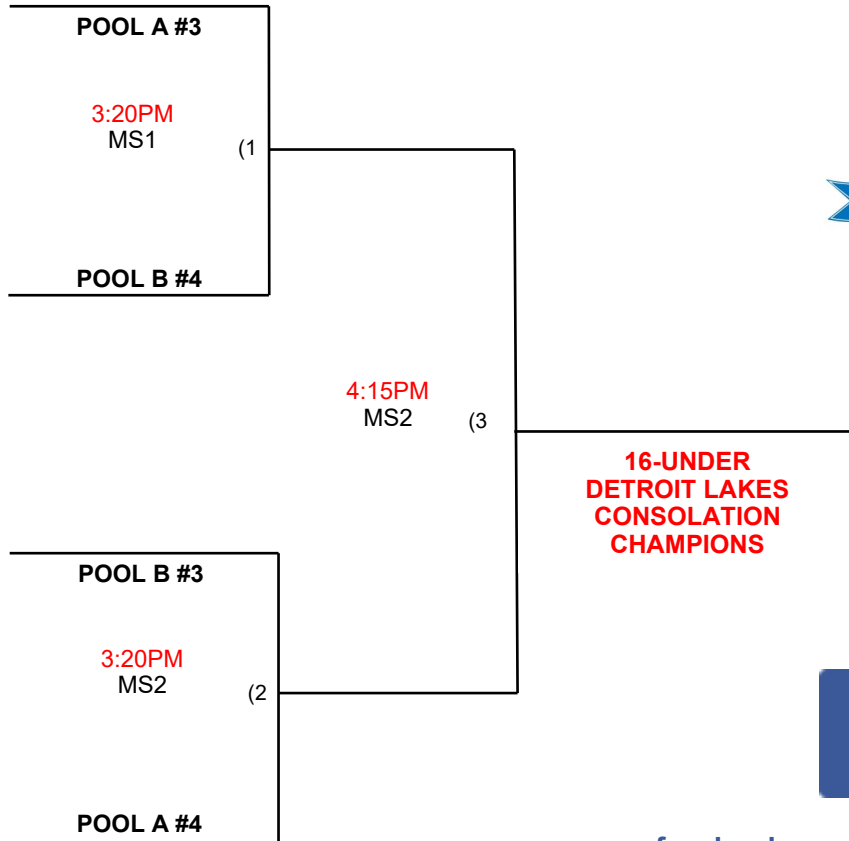 POOL A #3
3:20PM
MS1
(1
POOL B #4
4:15PM
MS2
(3
16-UNDER
DETROIT LAKES
CONSOLATION
CHAMPIONS
POOL B #3
3:20PM
MS2
(2
POOL A #4